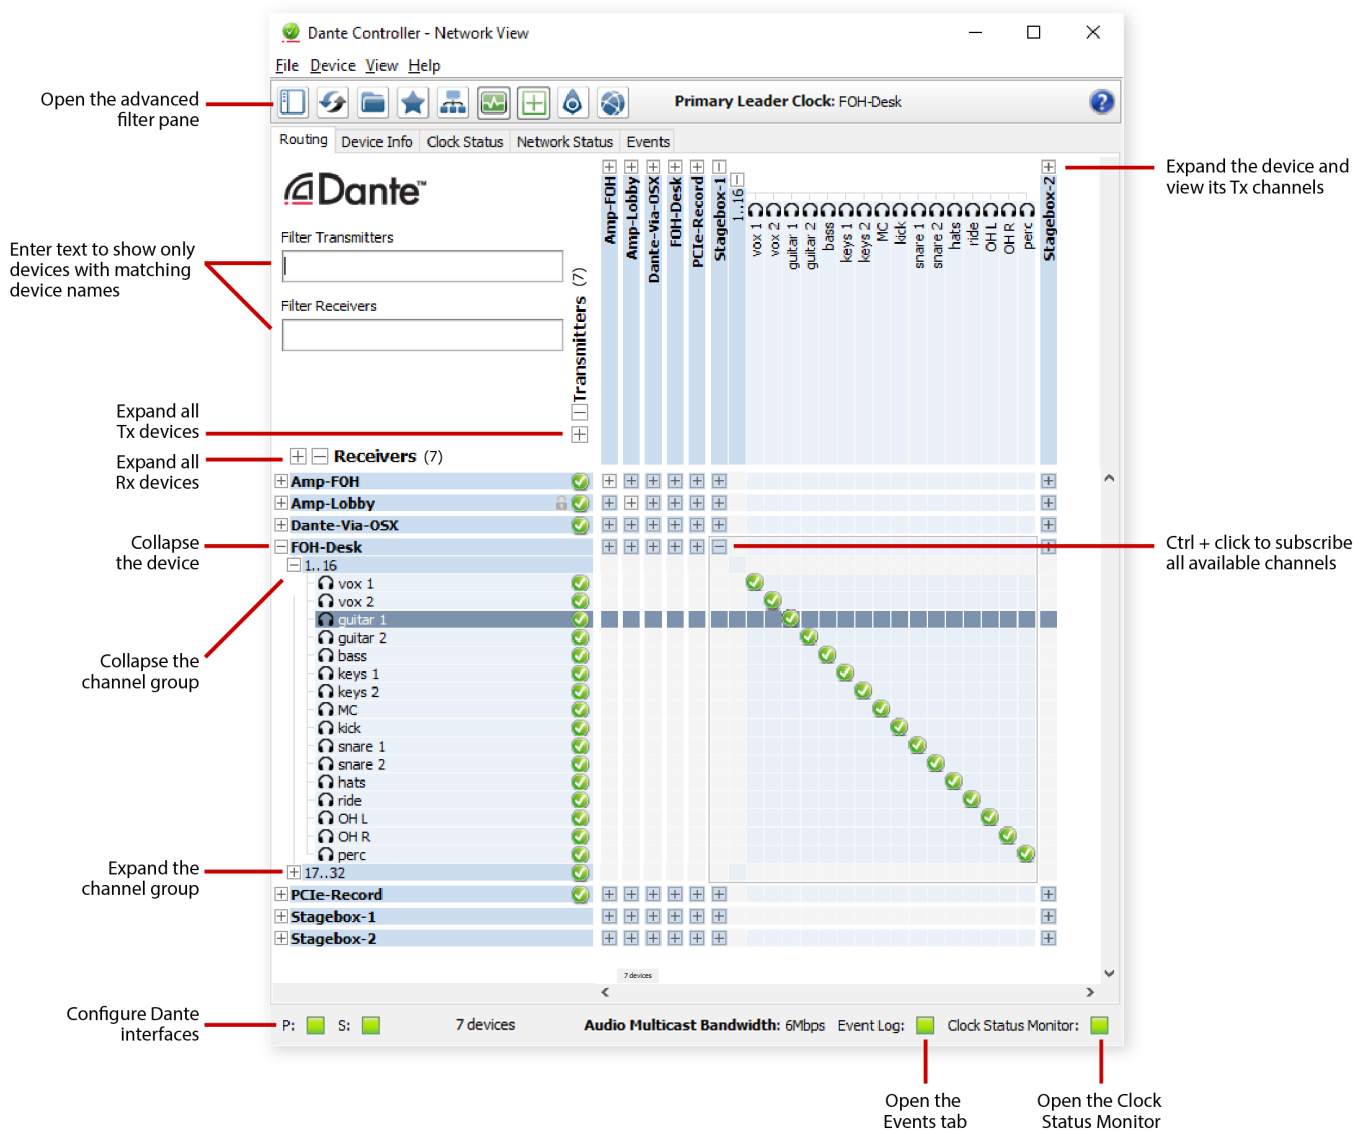 Dante Controller - Network View
File Device View Help
Open the advanced
filter pane
Primary Leader Clock: FOH-Desk
?
Routing Device Info Clock Status Network Status Events
Dante™
Amp-FOH
Amp-Lobby
Dante-Via-OSX
FOH-Desk
PCIe-Record
Stagebox-1
1..16
vox 1
vox 2
guitar 1
guitar 2
bass
keys 1
keys 2
MC
kick
snare 1
snare 2
hats
ride
OH L
OH R
perc
Stagebox-2
Expand the device and
view its Tx channels
Filter Transmitters
Enter text to show only
devices with matching
device names
Filter Receivers
Transmitters (7)
Expand all
Tx devices
Receivers (7)
Expand all
Rx devices
Amp-FOH
Amp-Lobby
Dante-Via-OSX
Collapse
the device
FOH-Desk
Ctrl + click to subscribe
all available channels
1..16
vox 1
vox 2
guitar 1
guitar 2
bass
Collapse the
channel group
keys 1
keys 2
MC
kick
snare 1
snare 2
hats
ride
OH L
OH R
perc
Expand the
channel group
17..32
PCIe-Record
Stagebox-1
Stagebox-2
7 devices
Configure Dante
interfaces
P: S: 7 devices Audio Multicast Bandwidth: 6Mbps Event Log: Clock Status Monitor:
Open the
Events tab
Open the Clock
Status Monitor